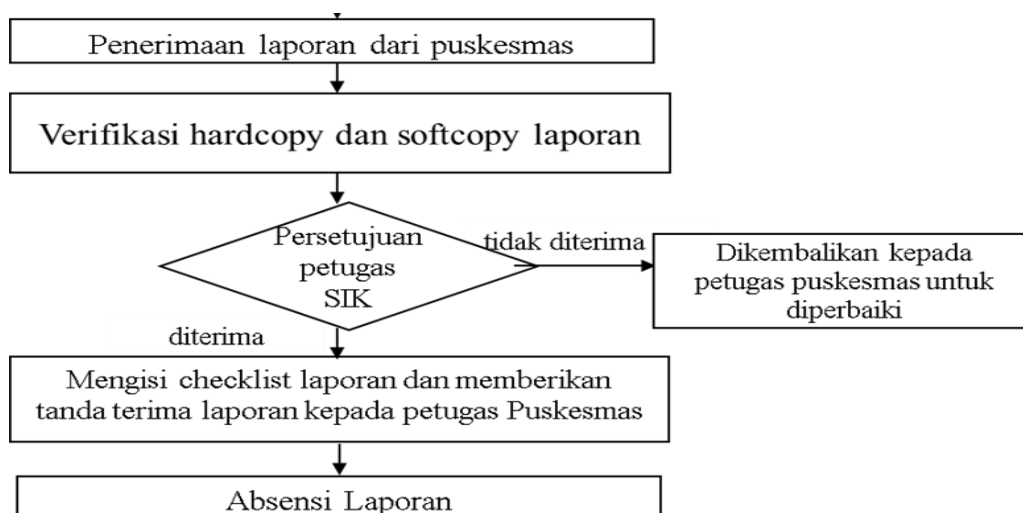 Penerimaan laporan dari puskesmas
Verifikasi hardcopy dan softcopy laporan
Persetujuan
petugas
SIK
tidak diterima
Dikembalikan kepada
petugas puskesmas untuk
diperbaiki
diterima
Mengisi checklist laporan dan memberikan
tanda terima laporan kepada petugas Puskesmas
Absensi Laporan